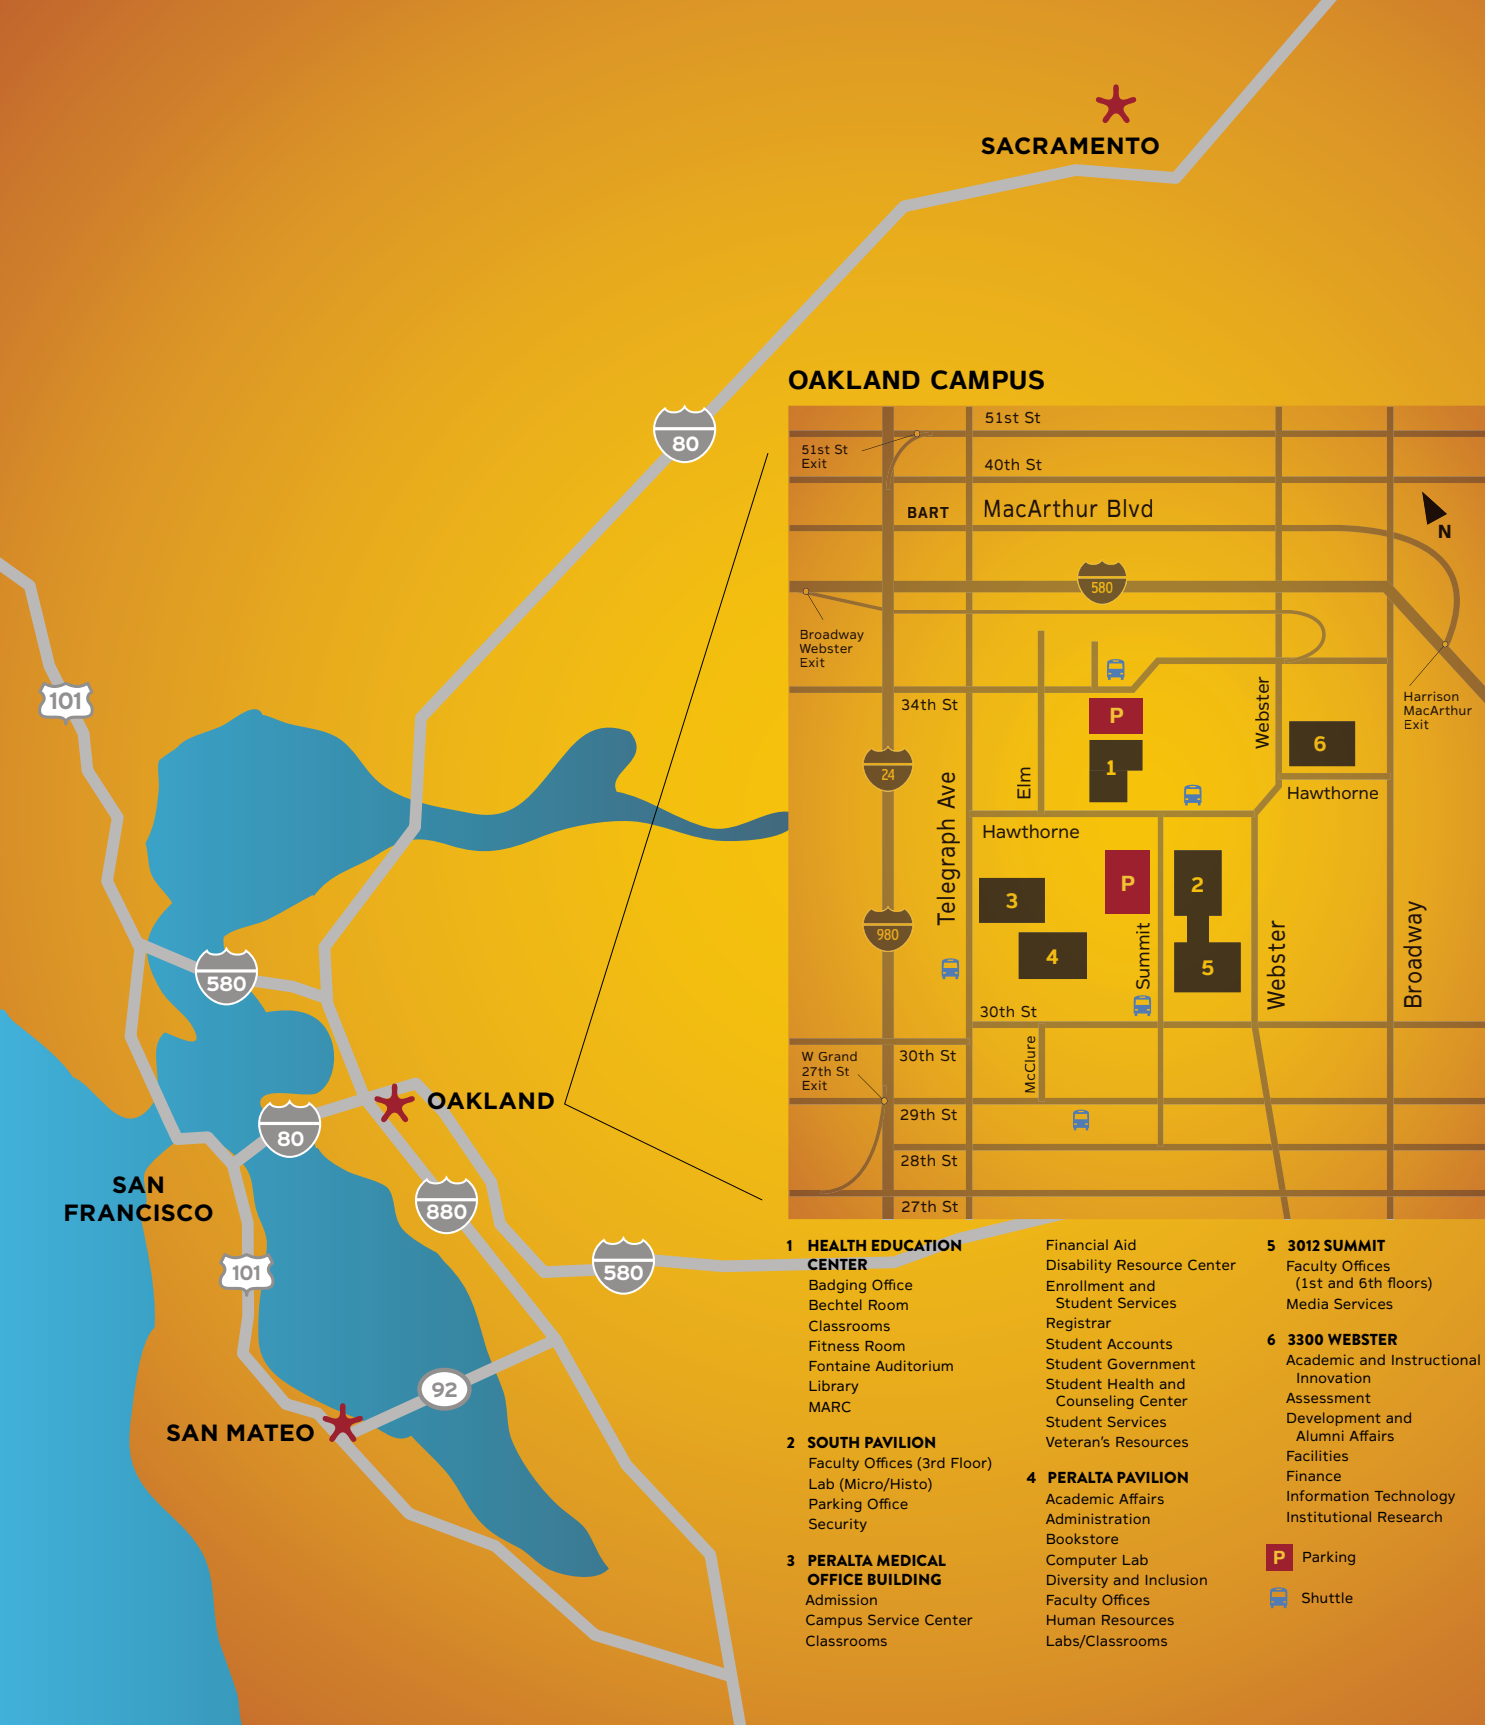 SACRAMENTO
80
101
580
OAKLAND
80
SAN
FRANCISCO
880
580
101
92
SAN MATEO
OAKLAND CAMPUS
51st St
51st St
Exit
40th St
BART
MacArthur Blvd
N
580
Broadway
Webster
Exit
34th St
P
Webster
Harrison
MacArthur
Exit
6
1
24
Elm
Telegraph Ave
Hawthorne
Hawthorne
P
2
3
980
4
Summit
5
Webster
Broadway
30th St
W Grand
27th St
Exit
30th St
McClure
29th St
28th St
27th St
1 HEALTH EDUCATION
CENTER
Badging Office
Bechtel Room
Classrooms
Fitness Room
Fontaine Auditorium
Library
MARC
2 SOUTH PAVILION
Faculty Offices (3rd Floor)
Lab (Micro/Histo)
Parking Office
Security
3 PERALTA MEDICAL
OFFICE BUILDING
Admission
Campus Service Center
Classrooms
Financial Aid
Disability Resource Center
Enrollment and
Student Services
Registrar
Student Accounts
Student Government
Student Health and
Counseling Center
Student Services
Veteran's Resources
4 PERALTA PAVILION
Academic Affairs
Administration
Bookstore
Computer Lab
Diversity and Inclusion
Faculty Offices
Human Resources
Labs/Classrooms
5 3012 SUMMIT
Faculty Offices
(1st and 6th floors)
Media Services
6 3300 WEBSTER
Academic and Instructional
Innovation
Assessment
Development and
Alumni Affairs
Facilities
Finance
Information Technology
Institutional Research
P Parking
Shuttle